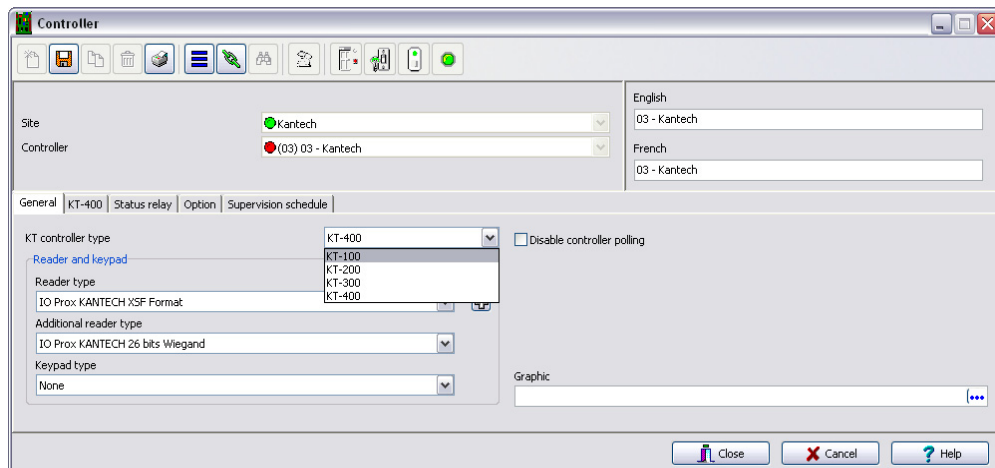 Controller
English
Site
Kantech
03 - Kantech
Controller
(03) 03 - Kantech
French
03 - Kantech
General
KT-400
Status relay
Option
Supervision schedule
KT controller type
KT-400
Disable controller polling
KT-100
KT-200
KT-300
KT-400
Reader and keypad
Reader type
IO Prox KANTECH XSF Format
Additional reader type
IO Prox KANTECH 26 bits Wiegand
Keypad type
None
Graphic
Close
Cancel
Help